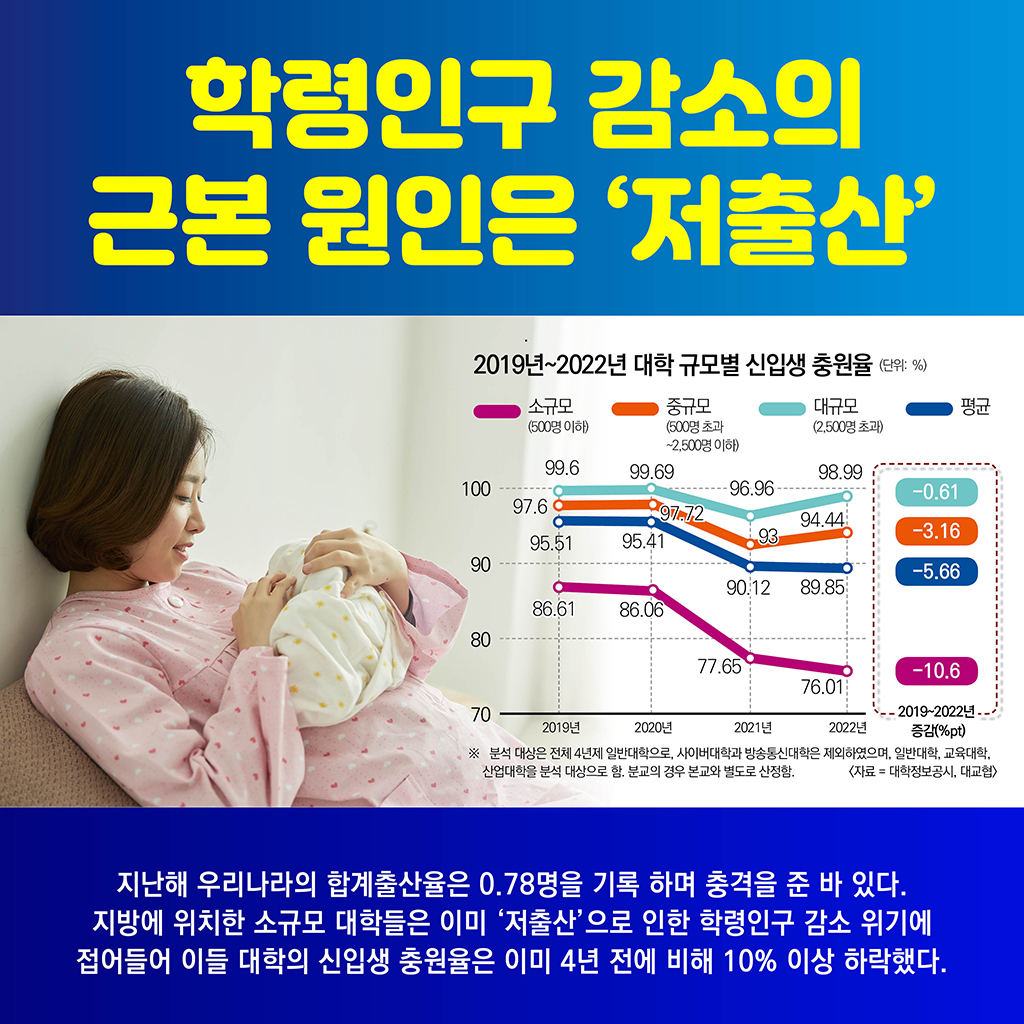 학령인구 감소의
근본 원인은 ‘저출산’
2019년~2022년 대학 규모별 신입생 충원율 (단위: %)
소규모 중규모 대규모 평균
(500명 이하) (500명 초과 (2,500명 초과)
~2,500명 이하)
99.6 99.69 96.96 98.99
100
97.6 97.72 93 94.44
95.51 95.41 90.12 89.85
90
86.61 86.06 77.65 76.01
80
70
-0.61
-3.16
-5.66
-10.6
2019년 2020년 2021년 2022년
2019~2022년
증감(%pt)
※ 분석 대상은 전체 4년제 일반대학으로, 사이버대학과 방송통신대학은 제외하였으며, 일반대학, 교육대학,
산업대학을 분석 대상으로 함. 분교의 경우 본교와 별도로 산정함. 〈자료 = 대학정보공시, 대교협〉
지난해 우리나라의 합계출산율은 0.78명을 기록 하며 충격을 준 바 있다.
지방에 위치한 소규모 대학들은 이미 ‘저출산’으로 인한 학령인구 감소 위기에
접어들어 이들 대학의 신입생 충원율은 이미 4년 전에 비해 10% 이상 하락했다.